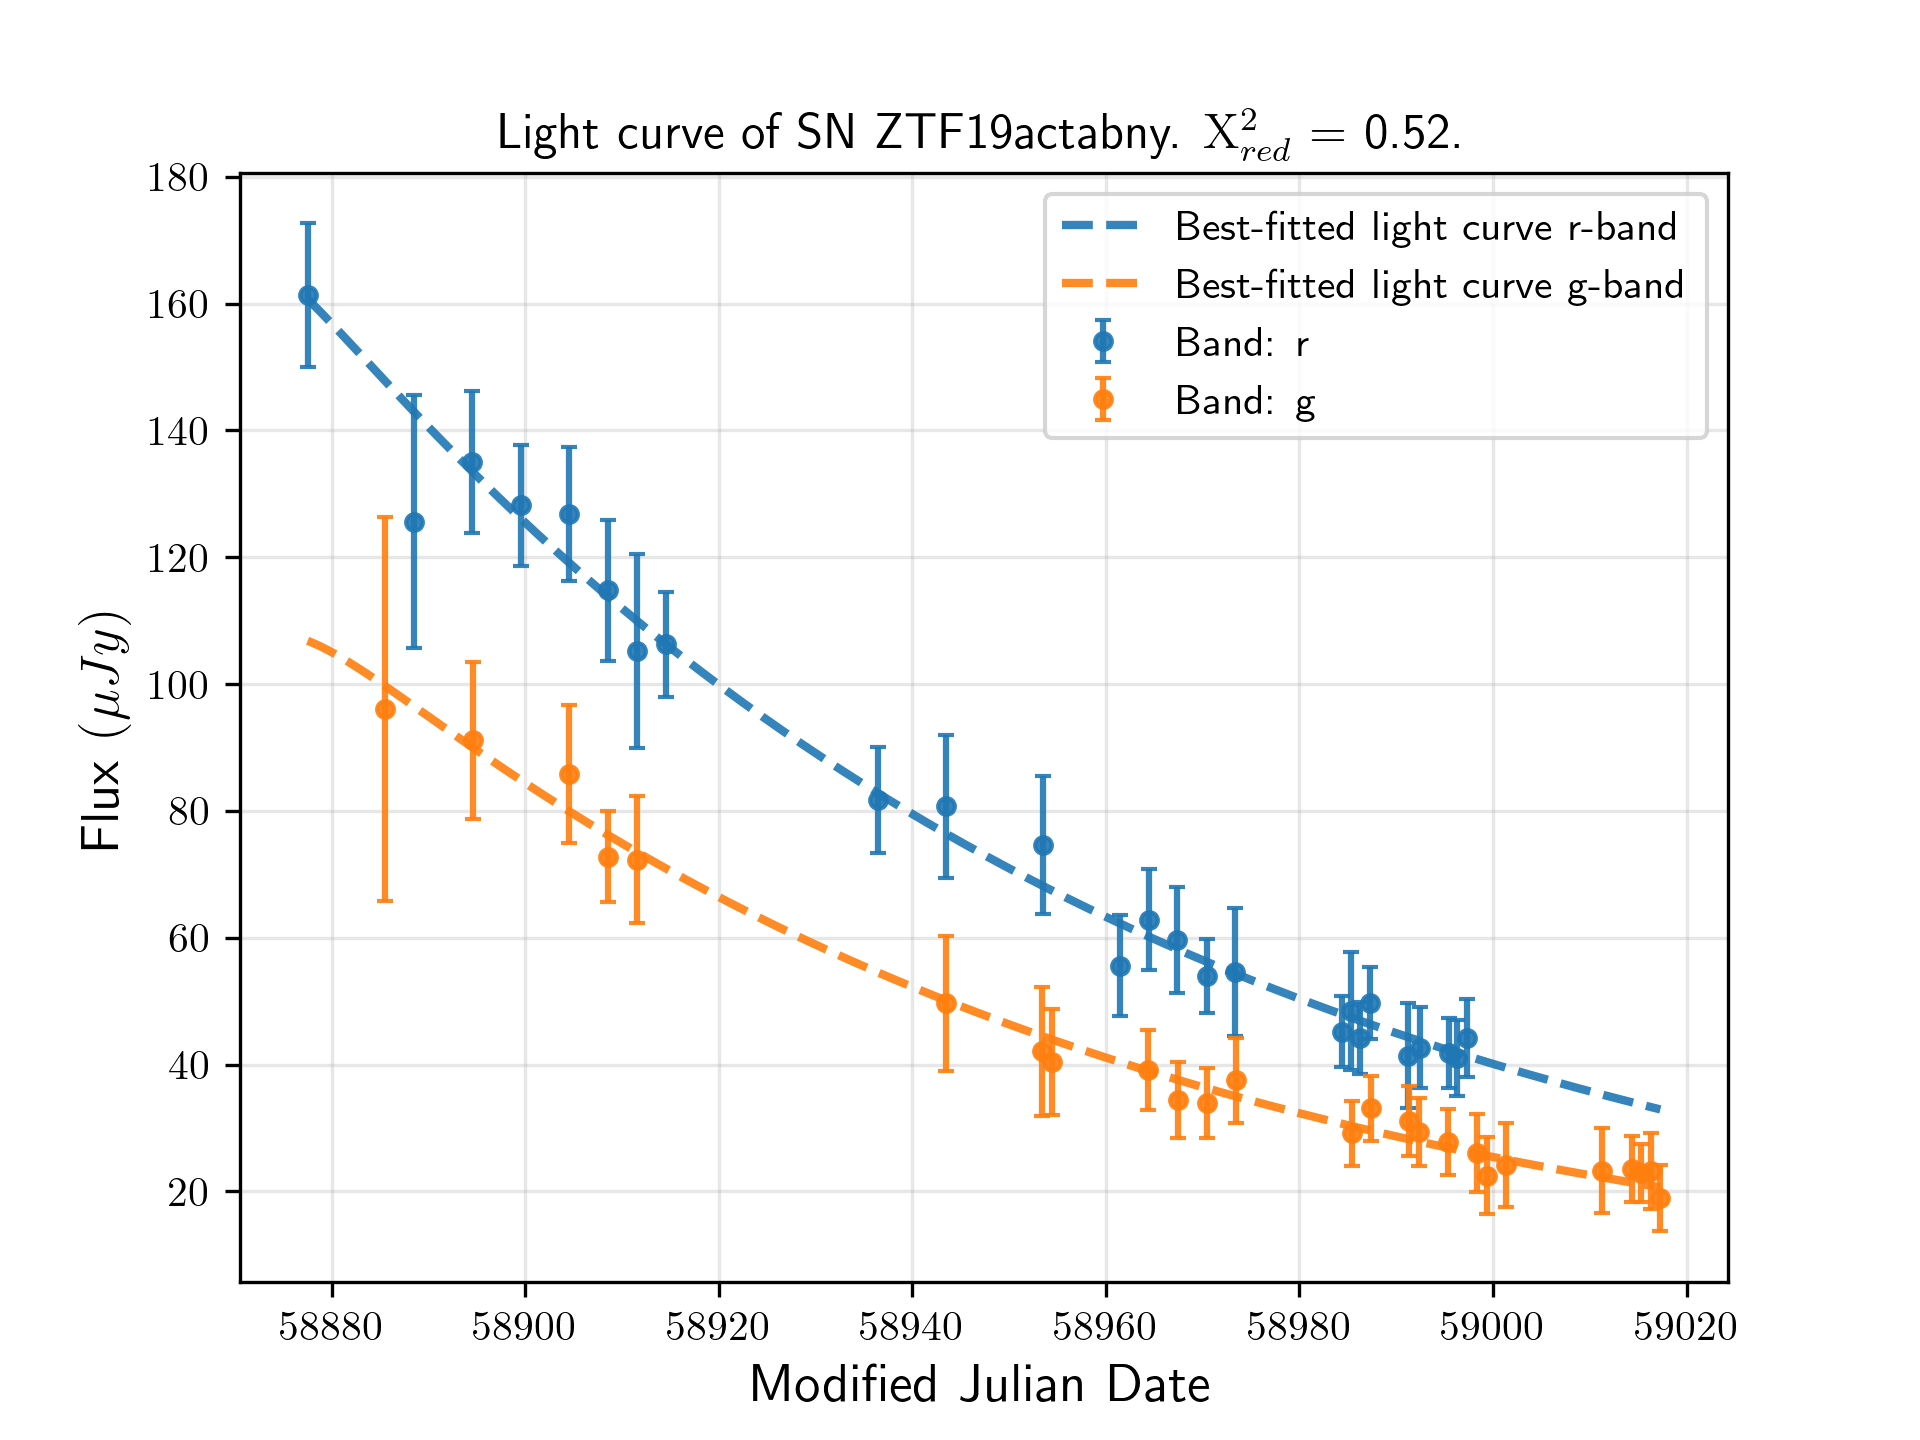 Light curve of SN ZTF19actabny. X²red = 0.52.
180
160
140
120
100
80
60
40
20
Flux (μJy)
Best-fitted light curve r-band
Best-fitted light curve g-band
Band: r
Band: g
58880 58900 58920 58940 58960 58980 59000 59020
Modified Julian Date